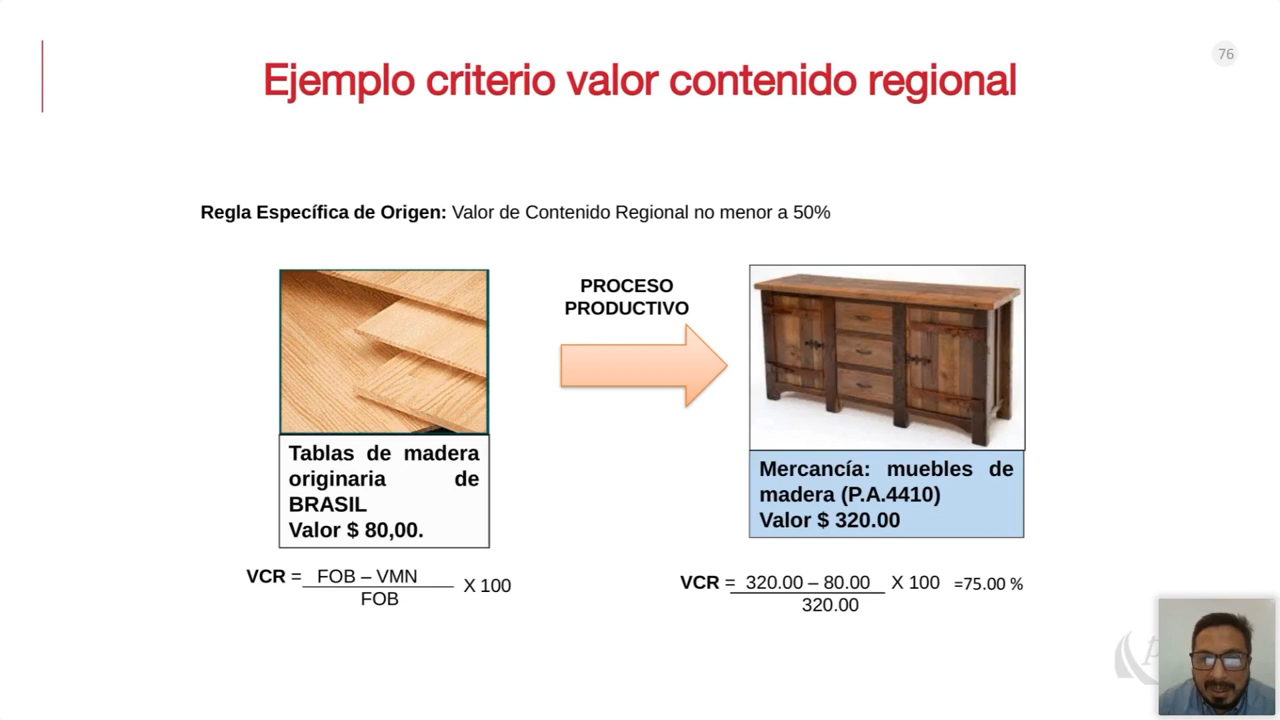 76
Ejemplo criterio valor contenido regional
Regla Específica de Origen: Valor de Contenido Regional no menor a 50%
PROCESO
PRODUCTIVO
Tablas de madera
originaria de
BRASIL
Valor $ 80,00.
Mercancía: muebles de
madera (P.A.4410)
Valor $ 320.00
VCR = FOB – VMN X 100
FOB
VCR = 320.00 – 80.00 X 100 =75.00 %
320.00